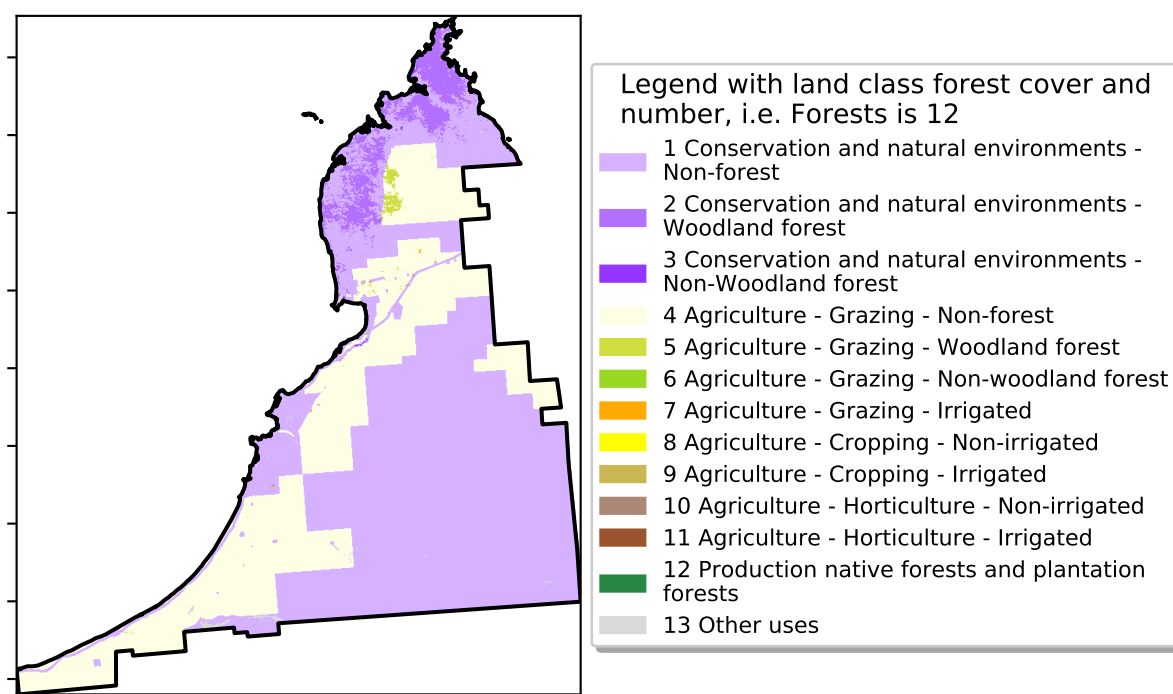 Legend with land class forest cover and
number, i.e. Forests is 12
1 Conservation and natural environments -
Non-forest
2 Conservation and natural environments -
Woodland forest
3 Conservation and natural environments -
Non-Woodland forest
4 Agriculture - Grazing - Non-forest
5 Agriculture - Grazing - Woodland forest
6 Agriculture - Grazing - Non-woodland forest
7 Agriculture - Grazing - Irrigated
8 Agriculture - Cropping - Non-irrigated
9 Agriculture - Cropping - Irrigated
10 Agriculture - Horticulture - Non-irrigated
11 Agriculture - Horticulture - Irrigated
12 Production native forests and plantation
forests
13 Other uses